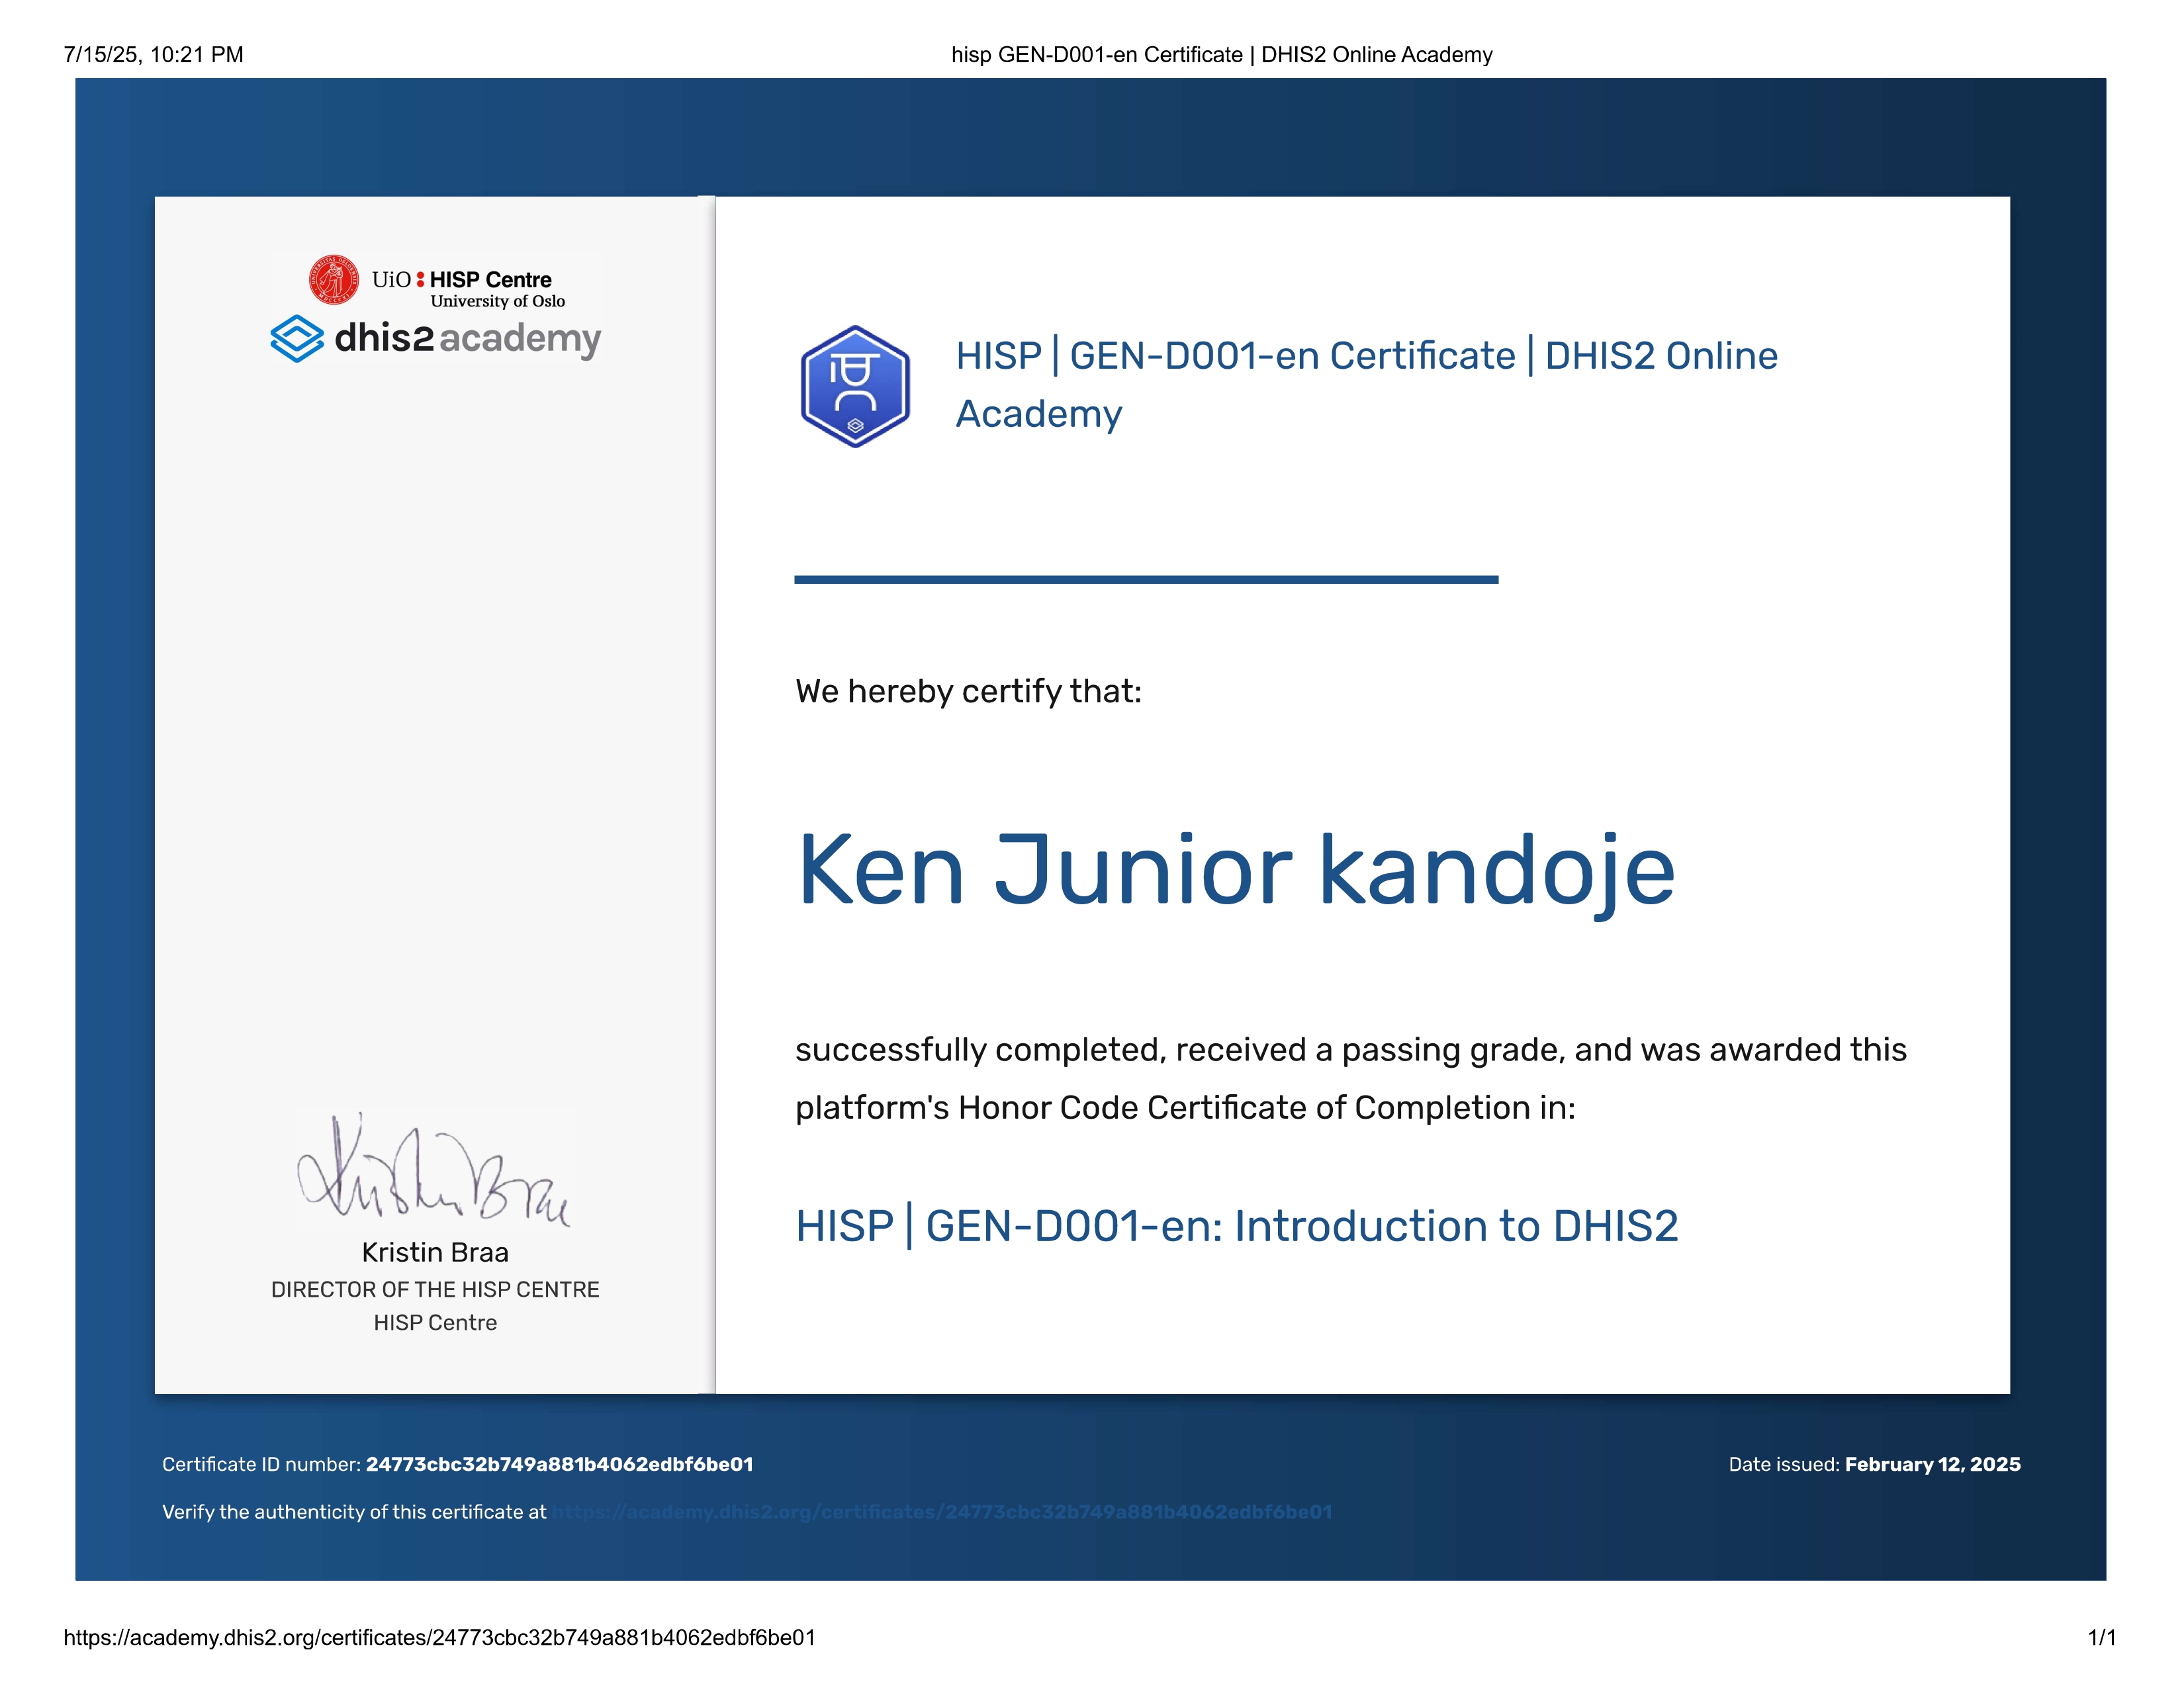 7/15/25, 10:21 PM
hisp GEN-D001-en Certificate | DHIS2 Online Academy
UiO : HISP Centre
University of Oslo
dhis2 academy
HISP | GEN-D001-en Certificate | DHIS2 Online
Academy
We hereby certify that:
Ken Junior kandoje
successfully completed, received a passing grade, and was awarded this
platform's Honor Code Certificate of Completion in:
HISP | GEN-D001-en: Introduction to DHIS2
Kristin Braa
Kristin Braa
DIRECTOR OF THE HISP CENTRE
HISP Centre
Certificate ID number: 24773cbc32b749a881b4062edbf6be01
Date issued: February 12, 2025
Verify the authenticity of this certificate at https://academy.dhis2.org/certificates/24773cbc32b749a881b4062edbf6be01
https://academy.dhis2.org/certificates/24773cbc32b749a881b4062edbf6be01
1/1